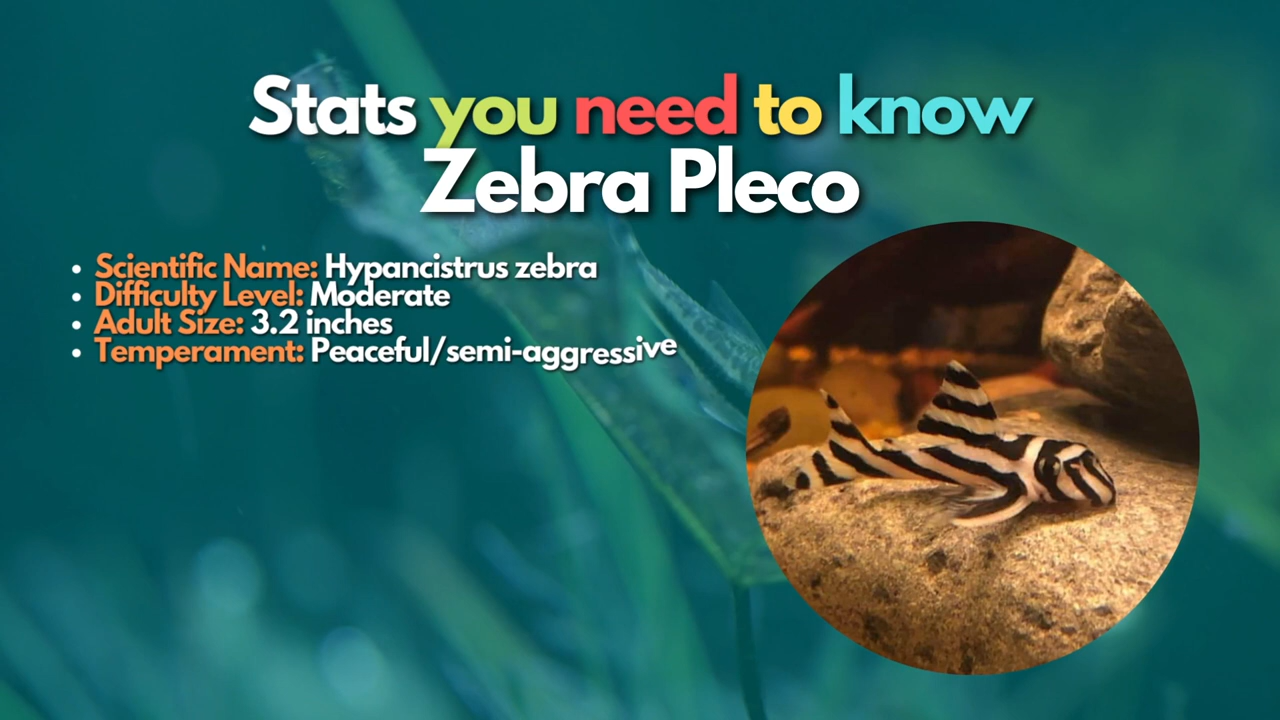 Stats you need to know
Zebra Pleco
• Scientific Name: Hypancistrus zebra
• Difficulty Level: Moderate
• Adult Size: 3.2 inches
• Temperament: Peaceful/semi-aggressive